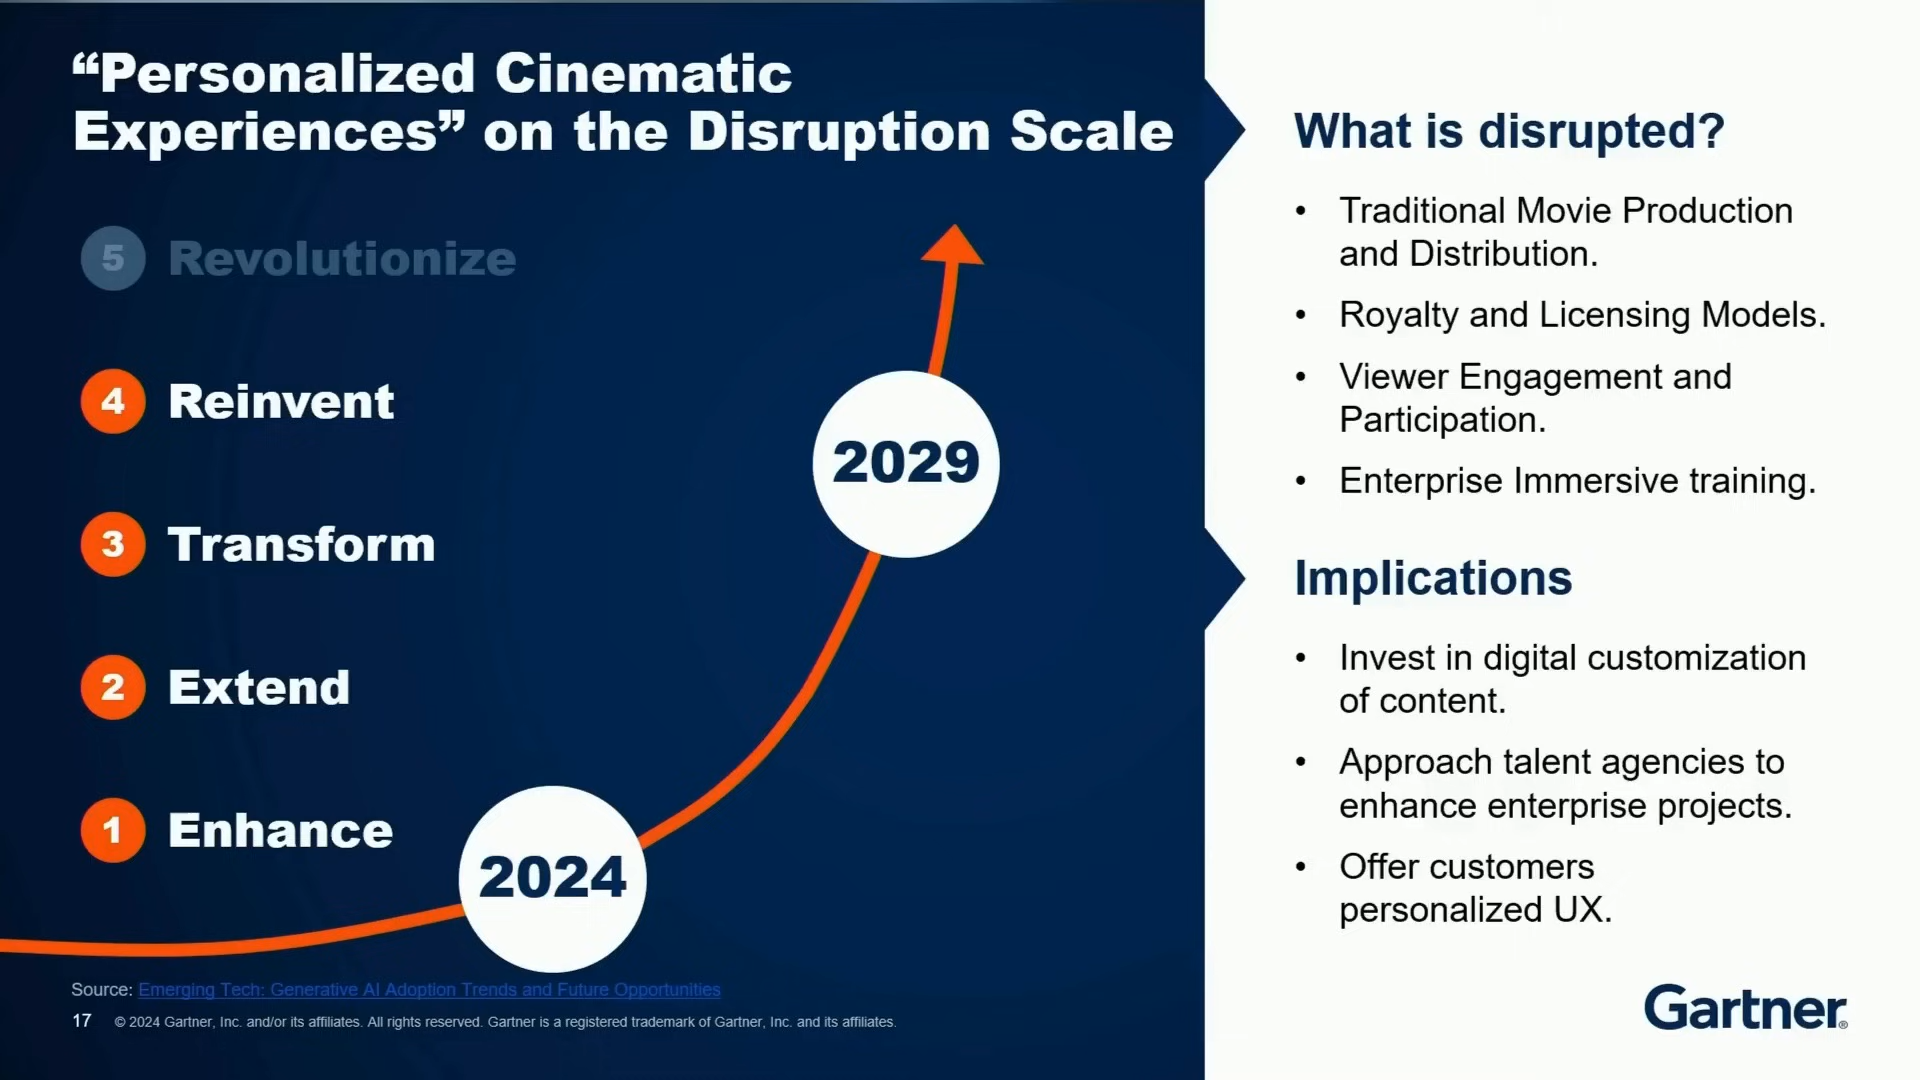 “Personalized Cinematic
Experiences” on the Disruption Scale
5 Revolutionize
4 Reinvent
3 Transform
2 Extend
1 Enhance
2029
2024
Source: Emerging Tech: Generative AI Adoption Trends and Future Opportunities
17 © 2024 Gartner, Inc. and/or its affiliates. All rights reserved. Gartner is a registered trademark of Gartner, Inc. and its affiliates.
What is disrupted?
• Traditional Movie Production
and Distribution.
• Royalty and Licensing Models.
• Viewer Engagement and
Participation.
• Enterprise Immersive training.
Implications
• Invest in digital customization
of content.
• Approach talent agencies to
enhance enterprise projects.
• Offer customers
personalized UX.
Gartner®